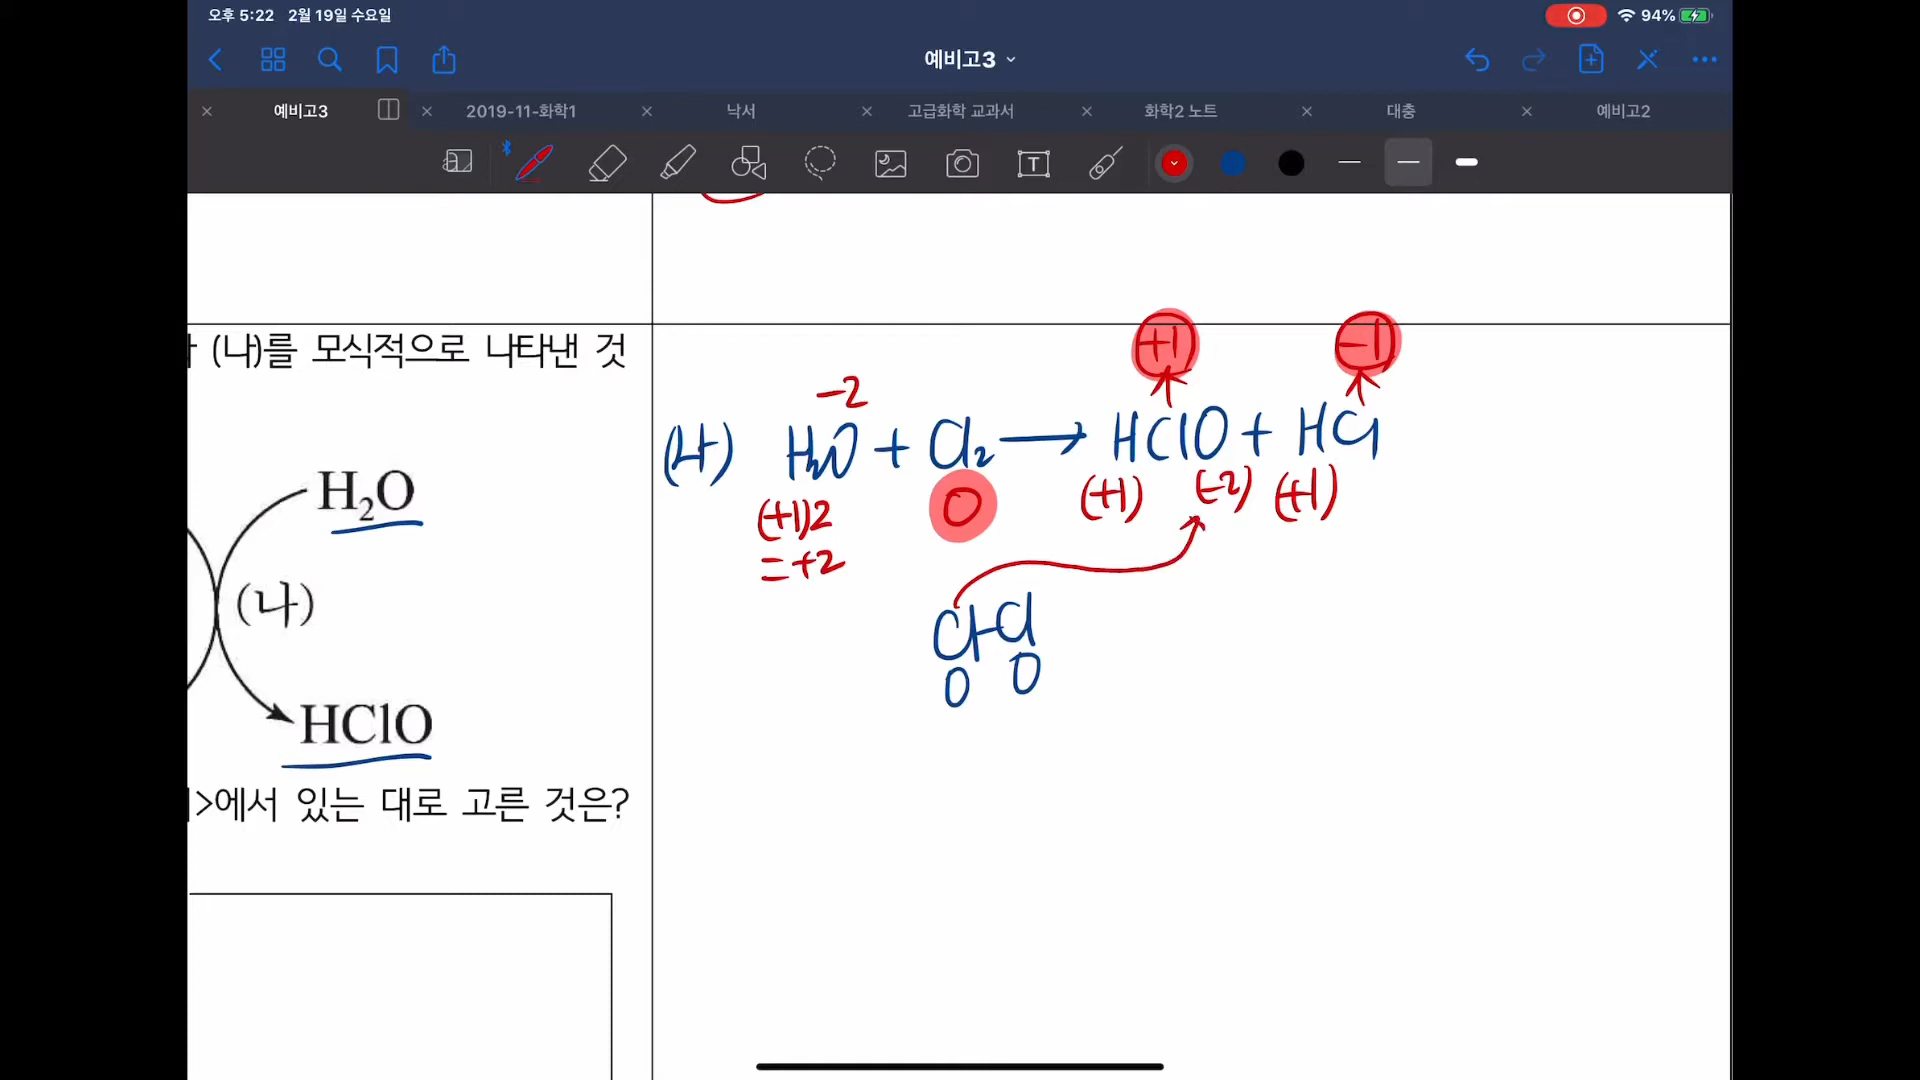 오후 5:22 2월 19일 수요일
94%
예비고3
예비고3
2019-11-화학1
낙서
고급화학 교과서
화학2 노트
대충
예비고2
(나)를 모식적으로 나타낸 것
H₂O
(나)
HClO
>에서 있는 대로 고른 것은?
+1 -1
-2
(나) H₂O + Cl₂ → HClO + HCl
(+1)2 0 (+1) (-2) (+1)
=+2
Cl-Cl
0 0